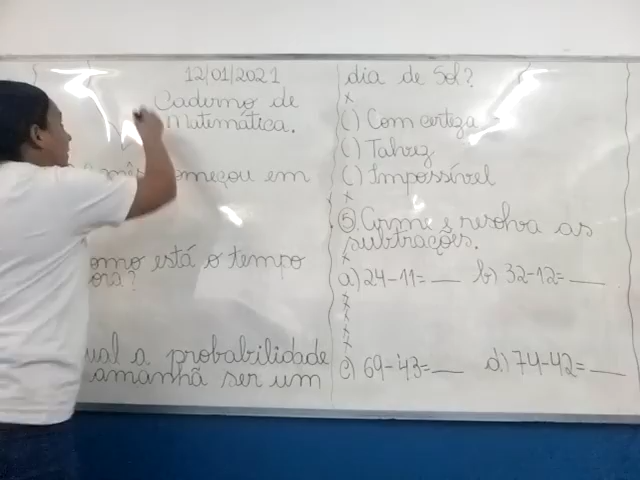 12/01/2021
Caderno de
Matemática.
mês começou em
omo está o tempo
ora?
ual a probabilidade
amanhã ser um
dia de Sol?
x
( ) Com certeza
( ) Talvez
( ) Impossível
x
⑤ Arme e resolva as
subtrações.
x
a) 24-11=___ b) 32-12=___
x
x
x
x
c) 69-43=___ d) 74-42=___